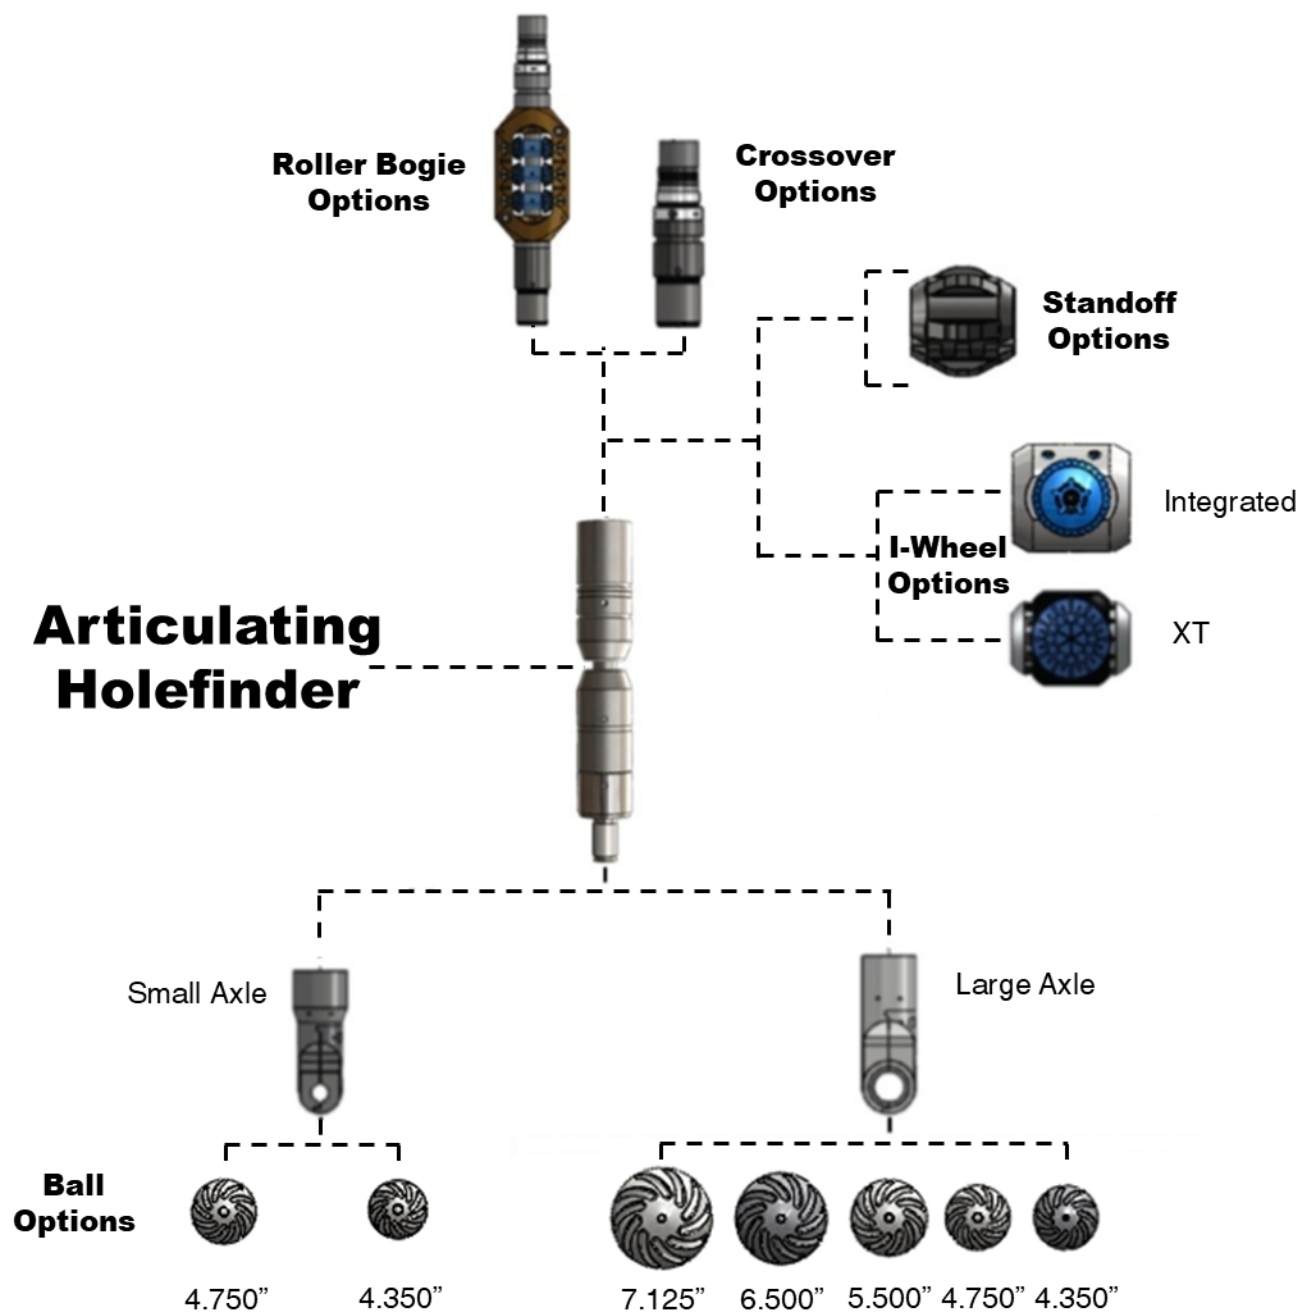 Roller Bogie
Options
Crossover
Options
Standoff
Options
Integrated
I-Wheel
Options
XT
Articulating
Holefinder
Small Axle
Large Axle
Ball
Options
4.750”
4.350”
7.125”
6.500”
5.500”
4.750”
4.350”